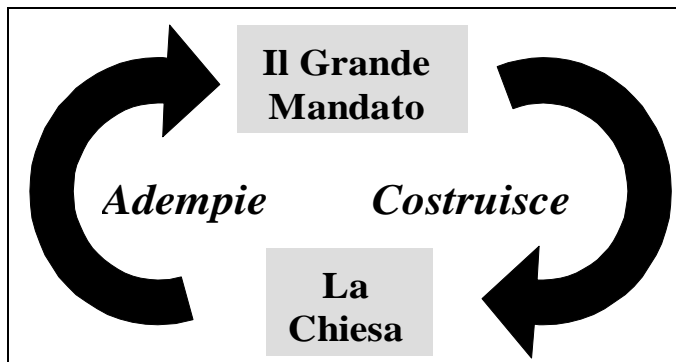 Il Grande
Mandato
Adempie
Costruisce
La
Chiesa